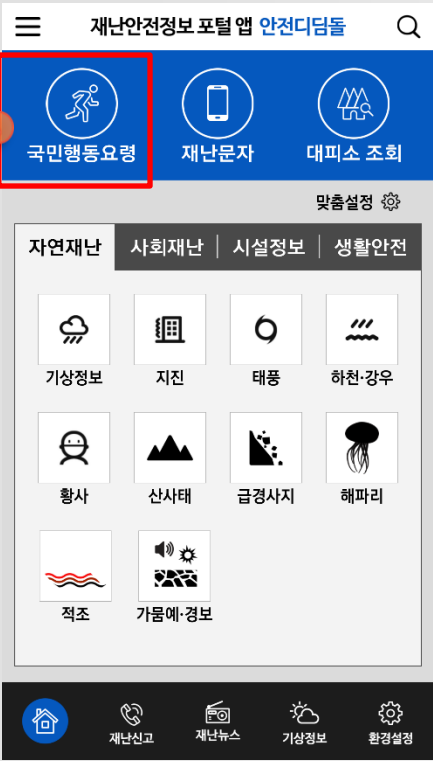 재난안전정보 포털 앱 안전디딤돌
국민행동요령 재난문자 대피소 조회
맞춤설정
자연재난 사회재난 시설정보 생활안전
기상정보 지진 태풍 하천·강우
황사 산사태 급경사지 해파리
적조 가뭄예·경보
재난신고 재난뉴스 기상정보 환경설정